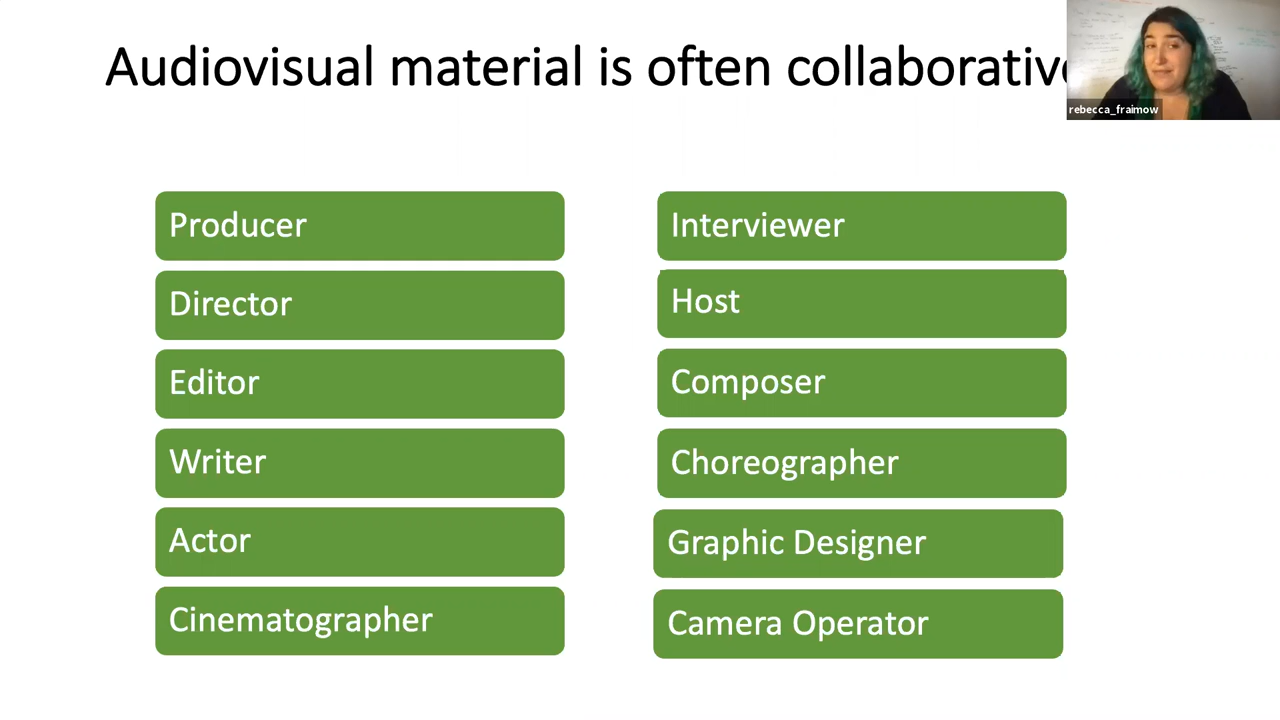 Audiovisual material is often collaborative
rebecca_fraimow
Producer
Director
Editor
Writer
Actor
Cinematographer
Interviewer
Host
Composer
Choreographer
Graphic Designer
Camera Operator